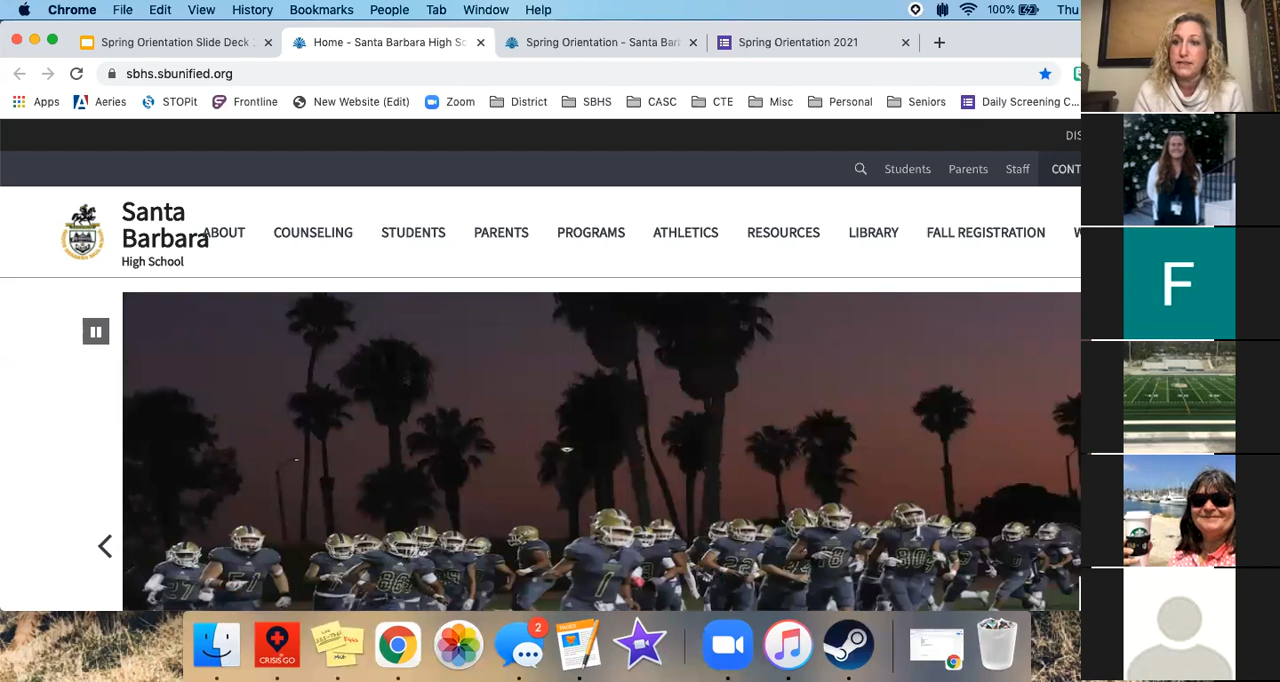 Chrome File Edit View History Bookmarks People Tab Window Help 100% Thu
Spring Orientation Slide Deck Home - Santa Barbara High Sc Spring Orientation - Santa Bar Spring Orientation 2021
sbhs.sbunified.org
Apps Aeries STOPit Frontline New Website (Edit) Zoom District SBHS CASC CTE Misc Personal Seniors Daily Screening C...
DIS
Students Parents Staff CONT
Santa
Barbara
High School
ABOUT COUNSELING STUDENTS PARENTS PROGRAMS ATHLETICS RESOURCES LIBRARY FALL REGISTRATION W
F
2
CRISIS GO